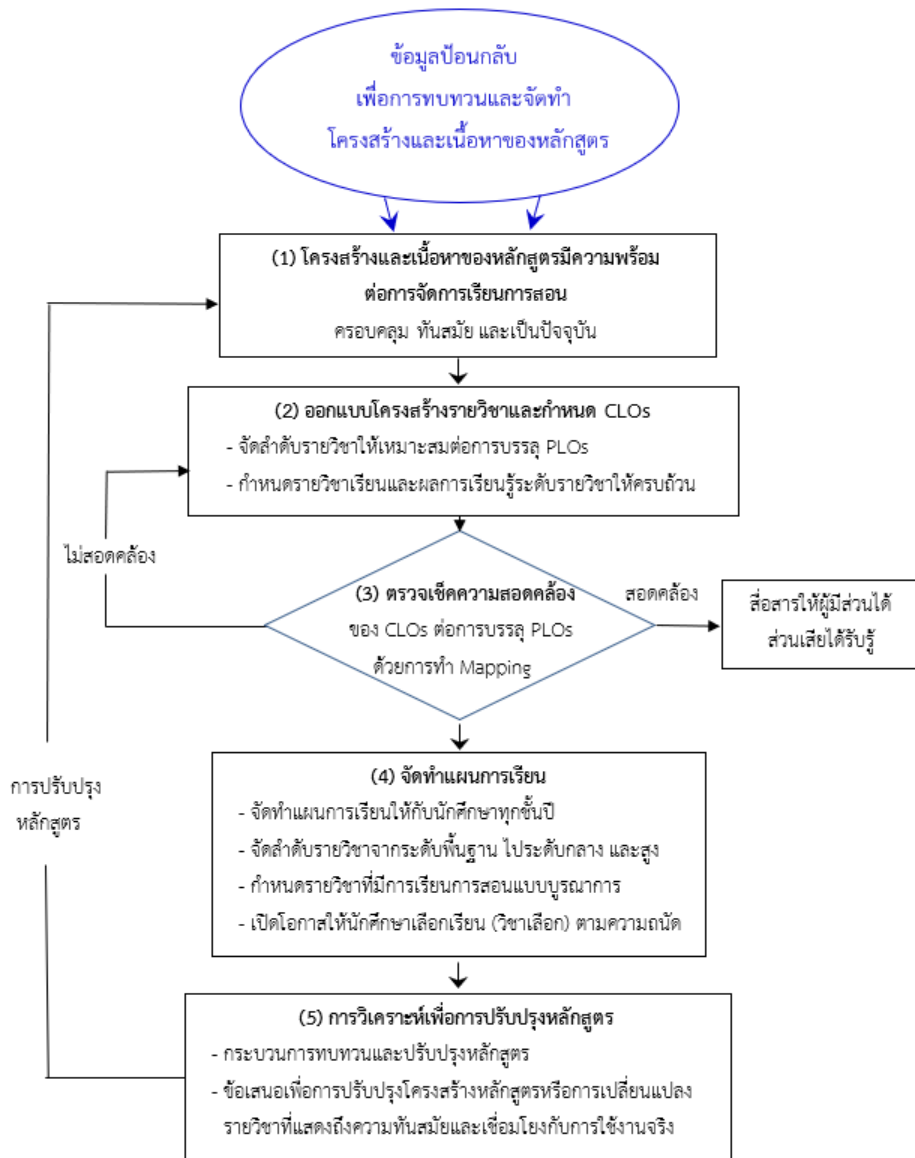 ข้อมูลป้อนกลับ
เพื่อการทบทวนและจัดทำ
โครงสร้างและเนื้อหาของหลักสูตร
(1) โครงสร้างและเนื้อหาของหลักสูตรมีความพร้อม
ต่อการจัดการเรียนการสอน
ครอบคลุม ทันสมัย และเป็นปัจจุบัน
(2) ออกแบบโครงสร้างรายวิชาและกำหนด CLOs
- จัดลำดับรายวิชาให้เหมาะสมต่อการบรรลุ PLOs
- กำหนดรายวิชาเรียนและผลการเรียนรู้ระดับรายวิชาให้ครบถ้วน
ไม่สอดคล้อง
(3) ตรวจเช็คความสอดคล้อง
ของ CLOs ต่อการบรรลุ PLOs
ด้วยการทำ Mapping
สอดคล้อง
สื่อสารให้ผู้มีส่วนได้
ส่วนเสียได้รับรู้
(4) จัดทำแผนการเรียน
- จัดทำแผนการเรียนให้กับนักศึกษาทุกชั้นปี
- จัดลำดับรายวิชาจากระดับพื้นฐาน ไประดับกลาง และสูง
- กำหนดรายวิชาที่มีการเรียนการสอนแบบบูรณาการ
- เปิดโอกาสให้นักศึกษาเลือกเรียน (วิชาเลือก) ตามความถนัด
การปรับปรุง
หลักสูตร
(5) การวิเคราะห์เพื่อการปรับปรุงหลักสูตร
- กระบวนการทบทวนและปรับปรุงหลักสูตร
- ข้อเสนอเพื่อการปรับปรุงโครงสร้างหลักสูตรหรือการเปลี่ยนแปลง
รายวิชาที่แสดงถึงความทันสมัยและเชื่อมโยงกับการใช้งานจริง